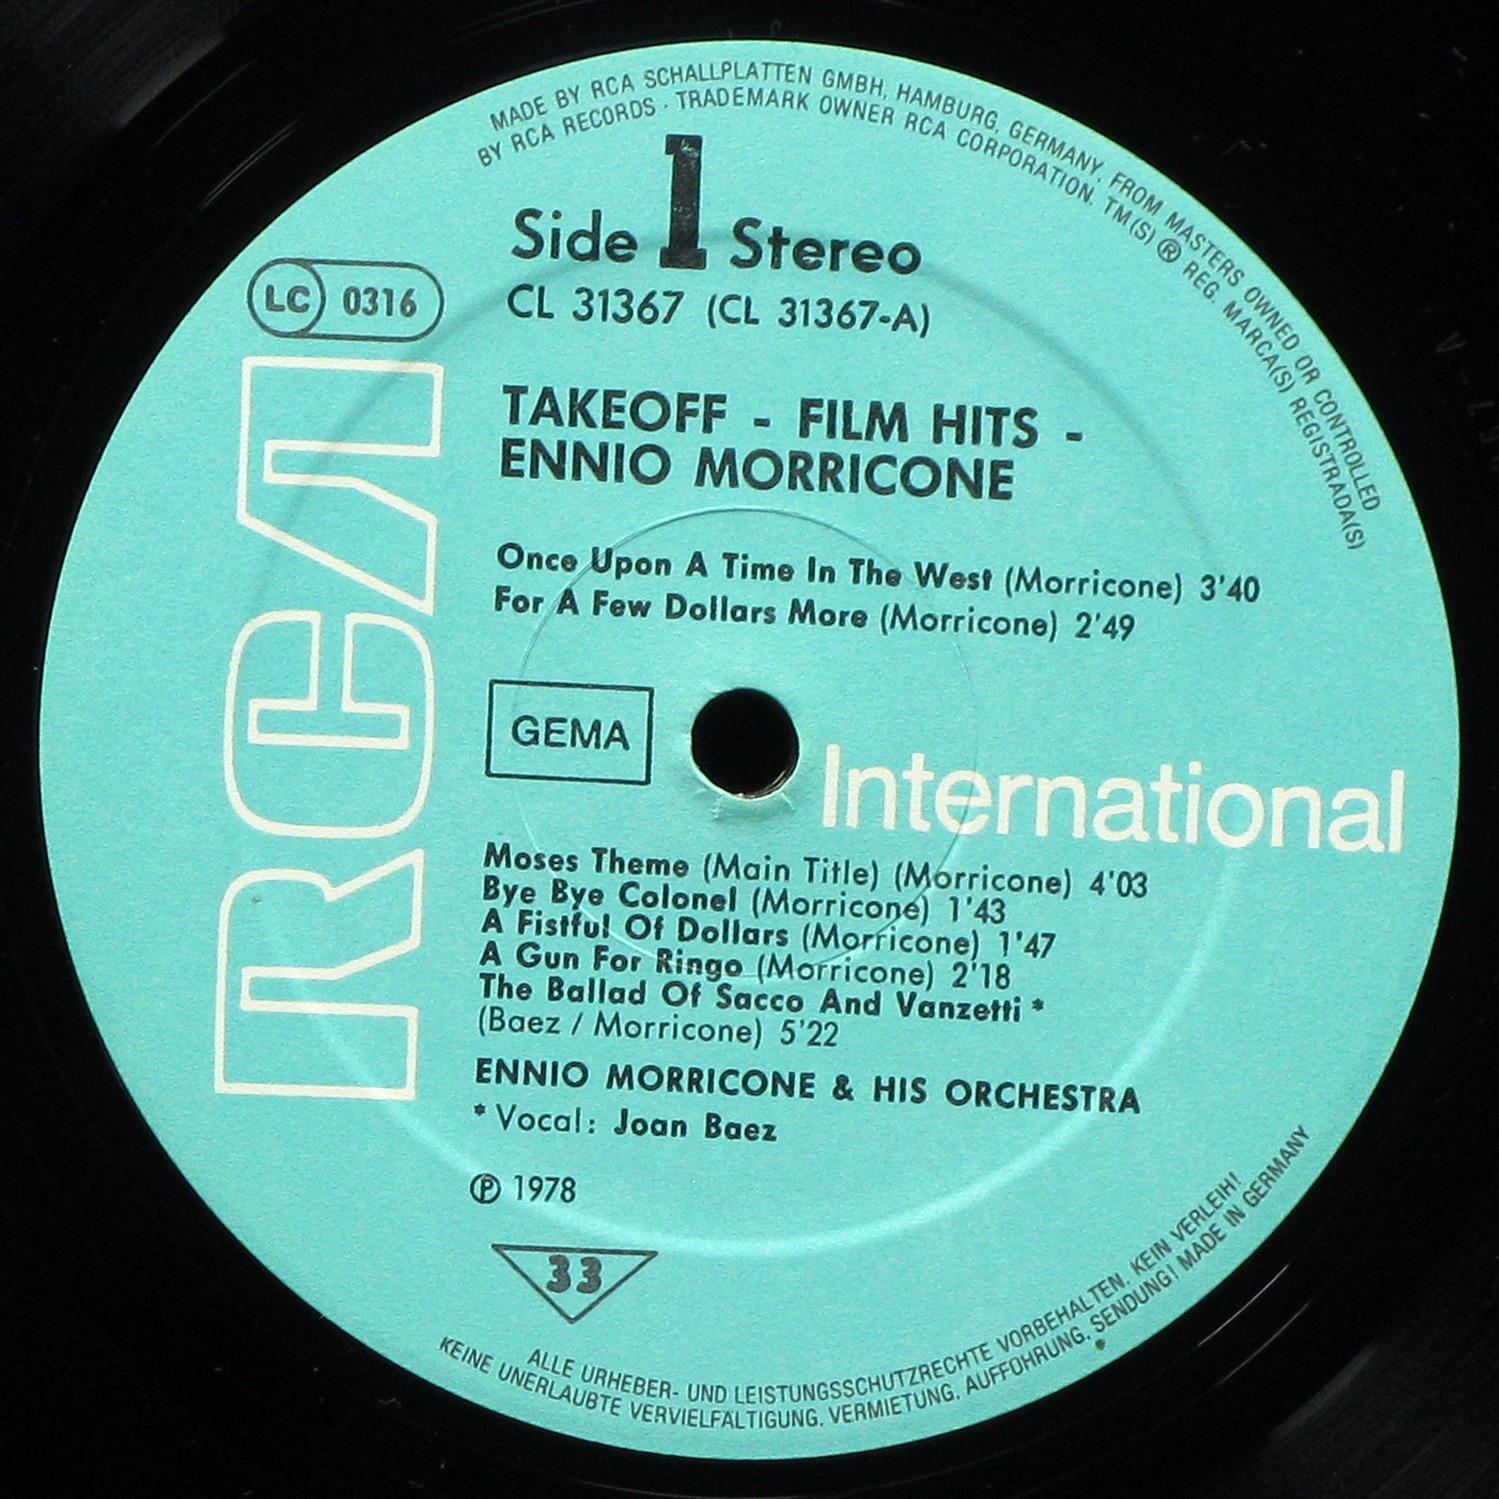 MADE BY RCA SCHALLPLATTEN GMBH, HAMBURG, GERMANY. FROM MASTERS OWNED OR CONTROLLED
BY RCA RECORDS · TRADEMARK OWNER RCA CORPORATION. TM(S) ® REG. MARCA(S) REGISTRADA(S)
Side 1 Stereo
LC 0316
CL 31367 (CL 31367-A)
RCA
TAKEOFF - FILM HITS -
ENNIO MORRICONE
Once Upon A Time In The West (Morricone) 3'40
For A Few Dollars More (Morricone) 2'49
GEMA
International
Moses Theme (Main Title) (Morricone) 4'03
Bye Bye Colonel (Morricone) 1'43
A Fistful Of Dollars (Morricone) 1'47
A Gun For Ringo (Morricone) 2'18
The Ballad Of Sacco And Vanzetti *
(Baez / Morricone) 5'22
ENNIO MORRICONE & HIS ORCHESTRA
* Vocal: Joan Baez
℗ 1978
33
ALLE URHEBER- UND LEISTUNGSSCHUTZRECHTE VORBEHALTEN. KEIN VERLEIH!
KEINE UNERLAUBTE VERVIELFÄLTIGUNG. VERMIETUNG. AUFFÜHRUNG. SENDUNG! MADE IN GERMANY